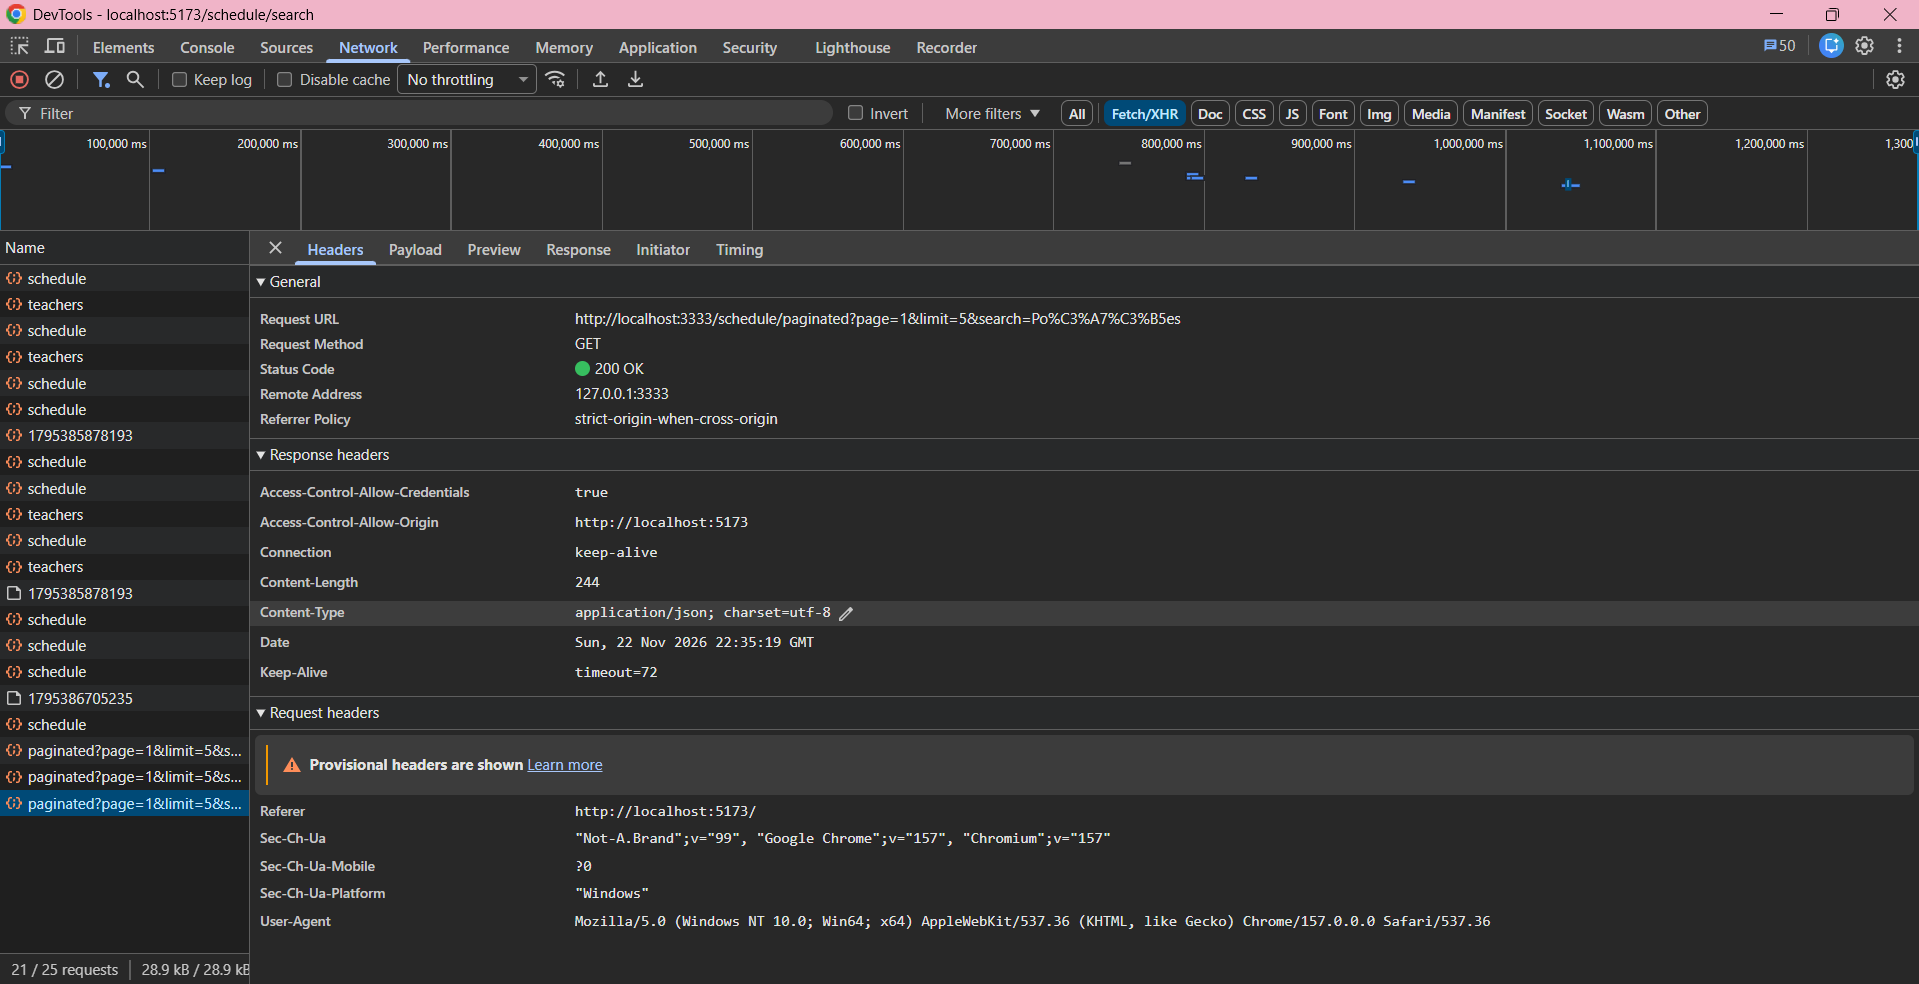 DevTools - localhost:5173/schedule/search
Elements Console Sources Network Performance Memory Application Security Lighthouse Recorder 50
Keep log Disable cache No throttling
Filter Invert More filters All Fetch/XHR Doc CSS JS Font Img Media Manifest Socket Wasm Other
100,000 ms 200,000 ms 300,000 ms 400,000 ms 500,000 ms 600,000 ms 700,000 ms 800,000 ms 900,000 ms 1,000,000 ms 1,100,000 ms 1,200,000 ms 1,300
Name
schedule
teachers
schedule
teachers
schedule
schedule
1795385878193
schedule
schedule
teachers
schedule
teachers
1795385878193
schedule
schedule
schedule
1795386705235
schedule
paginated?page=1&limit=5&s...
paginated?page=1&limit=5&s...
paginated?page=1&limit=5&s...
21 / 25 requests 28.9 kB / 28.9 kB
Headers Payload Preview Response Initiator Timing
General
Request URL http://localhost:3333/schedule/paginated?page=1&limit=5&search=Po%C3%A7%C3%B5es
Request Method GET
Status Code 200 OK
Remote Address 127.0.0.1:3333
Referrer Policy strict-origin-when-cross-origin
Response headers
Access-Control-Allow-Credentials true
Access-Control-Allow-Origin http://localhost:5173
Connection keep-alive
Content-Length 244
Content-Type application/json; charset=utf-8
Date Sun, 22 Nov 2026 22:35:19 GMT
Keep-Alive timeout=72
Request headers
Provisional headers are shown Learn more
Referer http://localhost:5173/
Sec-Ch-Ua "Not-A.Brand";v="99", "Google Chrome";v="157", "Chromium";v="157"
Sec-Ch-Ua-Mobile ?0
Sec-Ch-Ua-Platform "Windows"
User-Agent Mozilla/5.0 (Windows NT 10.0; Win64; x64) AppleWebKit/537.36 (KHTML, like Gecko) Chrome/157.0.0.0 Safari/537.36